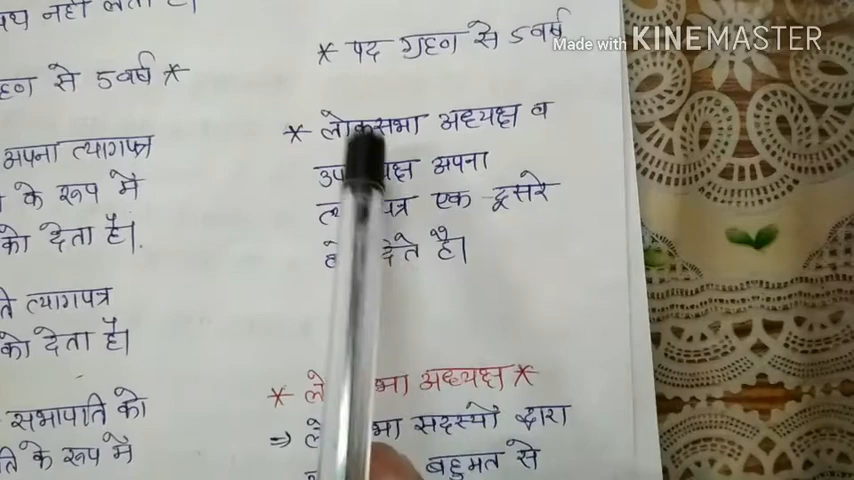 नहीं लेता है।
ग्रहण से 5 वर्ष *
अपना त्यागपत्र
के रूप में
को देता है।
त्यागपत्र
को देता है।
सभापति को
के रूप में
* पद ग्रहण से 5 वर्ष
Made with KINEMASTER
* लोकसभा अध्यक्ष व
अपना
एक दूसरे
देते है।
* अध्यक्ष *
⇒ सदस्यों द्वारा
बहुमत से